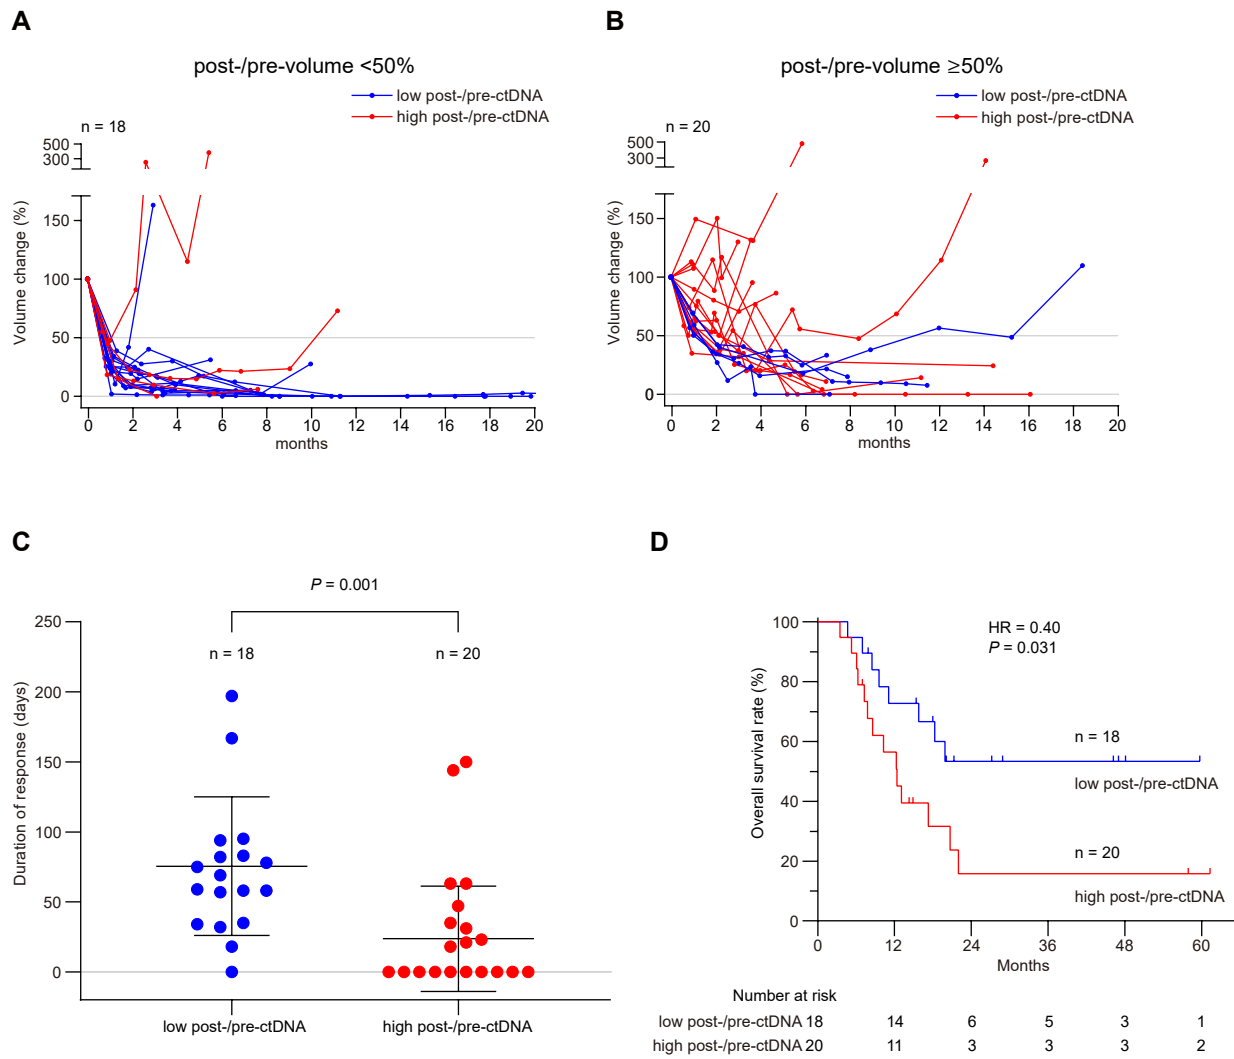 A
post-/pre-volume <50%
low post-/pre-ctDNA
high post-/pre-ctDNA
n = 18
500
300
150
100
50
0
Volume change (%)
0 2 4 6 8 10 12 14 16 18 20
months
B
post-/pre-volume ≥50%
low post-/pre-ctDNA
high post-/pre-ctDNA
n = 20
500
300
150
100
50
0
Volume change (%)
0 2 4 6 8 10 12 14 16 18 20
months
C
P = 0.001
250
200
150
100
50
0
Duration of response (days)
n = 18
n = 20
low post-/pre-ctDNA
high post-/pre-ctDNA
D
100
80
60
40
20
0
Overall survival rate (%)
HR = 0.40
P = 0.031
n = 18
low post-/pre-ctDNA
n = 20
high post-/pre-ctDNA
0 12 24 36 48 60
Months
Number at risk
low post-/pre-ctDNA 18 14 6 5 3 1
high post-/pre-ctDNA 20 11 3 3 3 2